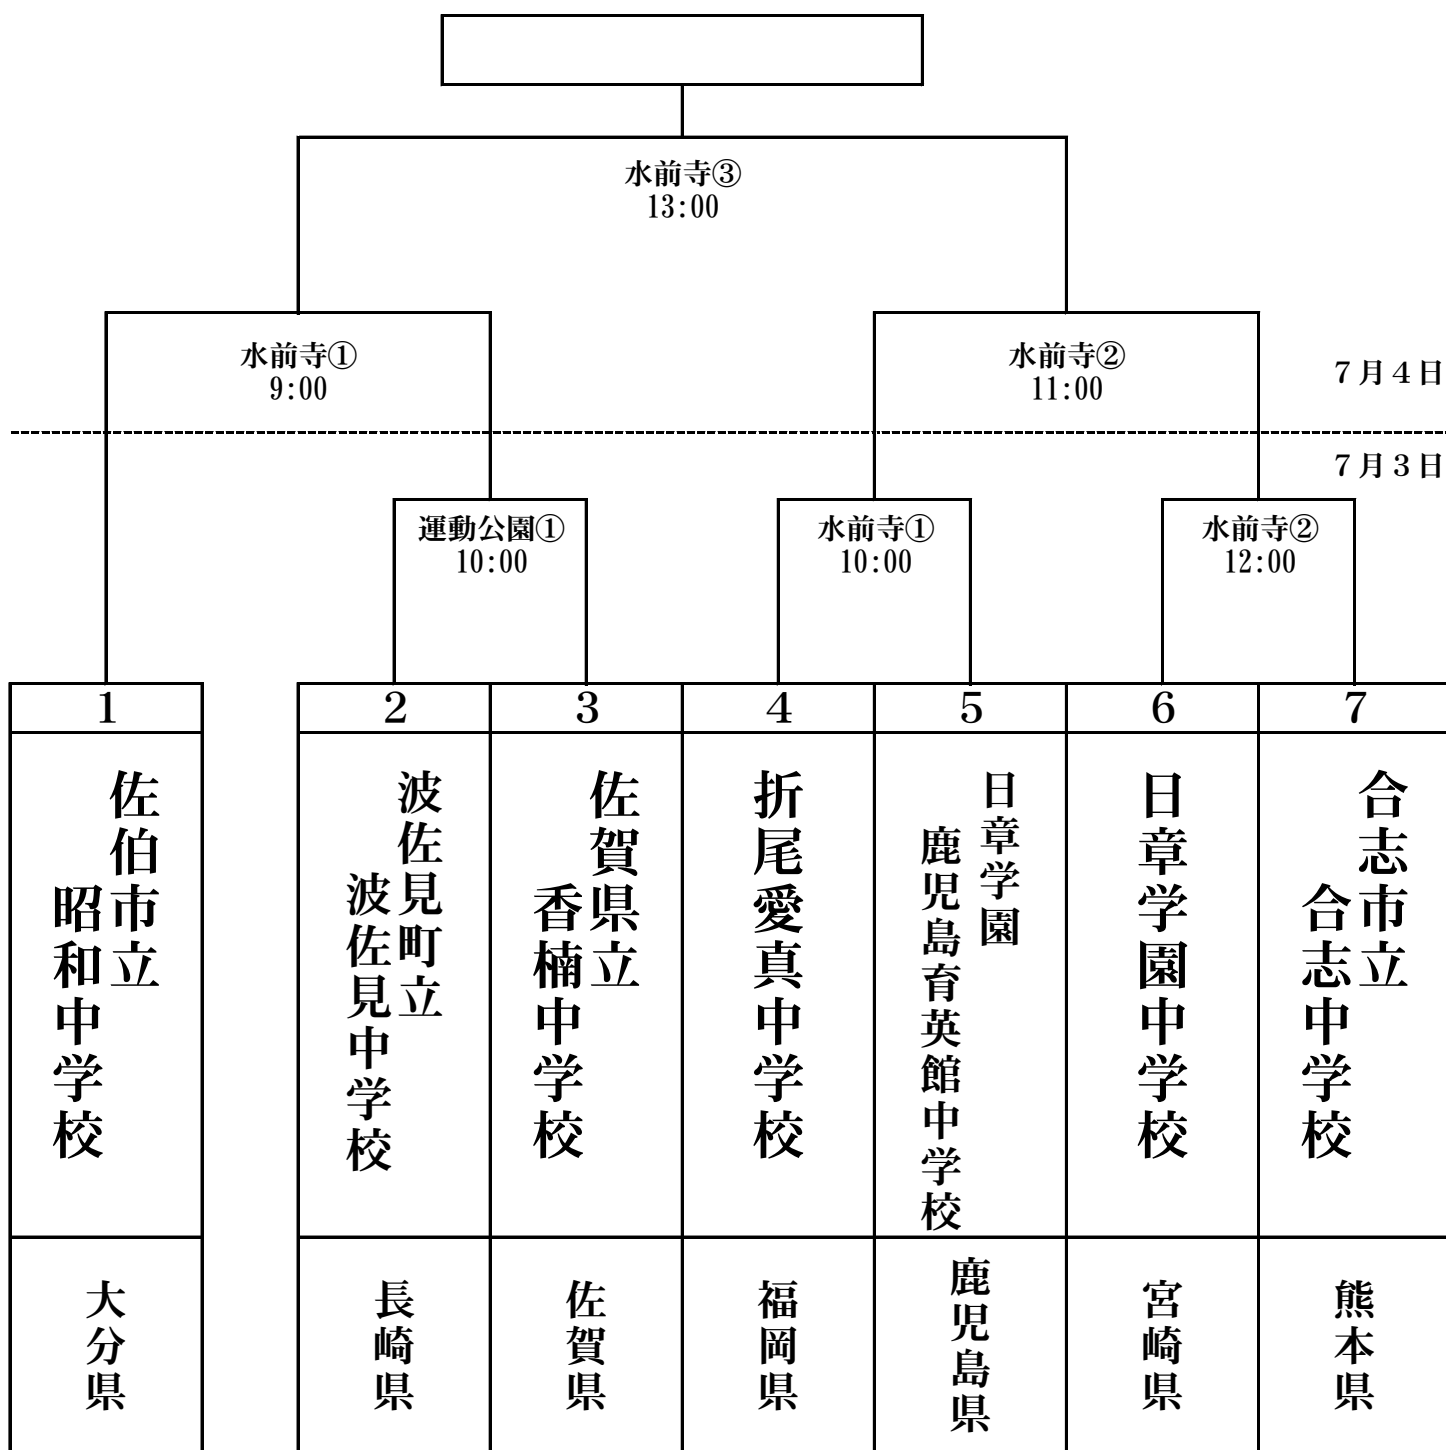 水前寺③
13:00
水前寺①
9:00
水前寺②
11:00
７月４日
７月３日
運動公園①
10:00
水前寺①
10:00
水前寺②
12:00
1
2
3
4
5
6
7
佐伯市立
昭和中学校
波佐見町立
波佐見中学校
佐賀県立
香楠中学校
折尾愛真中学校
日章学園
鹿児島育英館中学校
日章学園中学校
合志市立
合志中学校
大分県
長崎県
佐賀県
福岡県
鹿児島県
宮崎県
熊本県